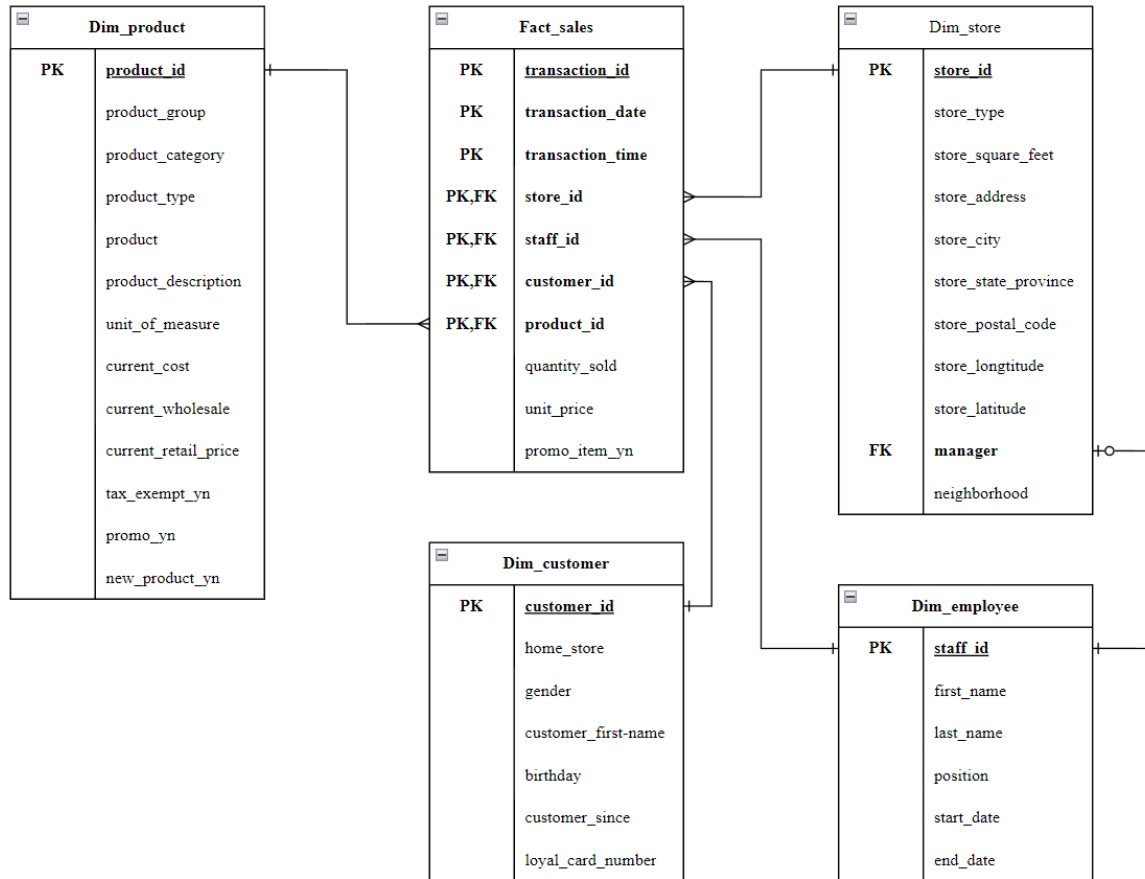 Dim_product
PK product_id
product_group
product_category
product_type
product
product_description
unit_of_measure
current_cost
current_wholesale
current_retail_price
tax_exempt_yn
promo_yn
new_product_yn
Fact_sales
PK transaction_id
PK transaction_date
PK transaction_time
PK,FK store_id
PK,FK staff_id
PK,FK customer_id
PK,FK product_id
quantity_sold
unit_price
promo_item_yn
Dim_store
PK store_id
store_type
store_square_feet
store_address
store_city
store_state_province
store_postal_code
store_longtitude
store_latitude
FK manager
neighborhood
Dim_customer
PK customer_id
home_store
gender
customer_first-name
birthday
customer_since
loyal_card_number
Dim_employee
PK staff_id
first_name
last_name
position
start_date
end_date